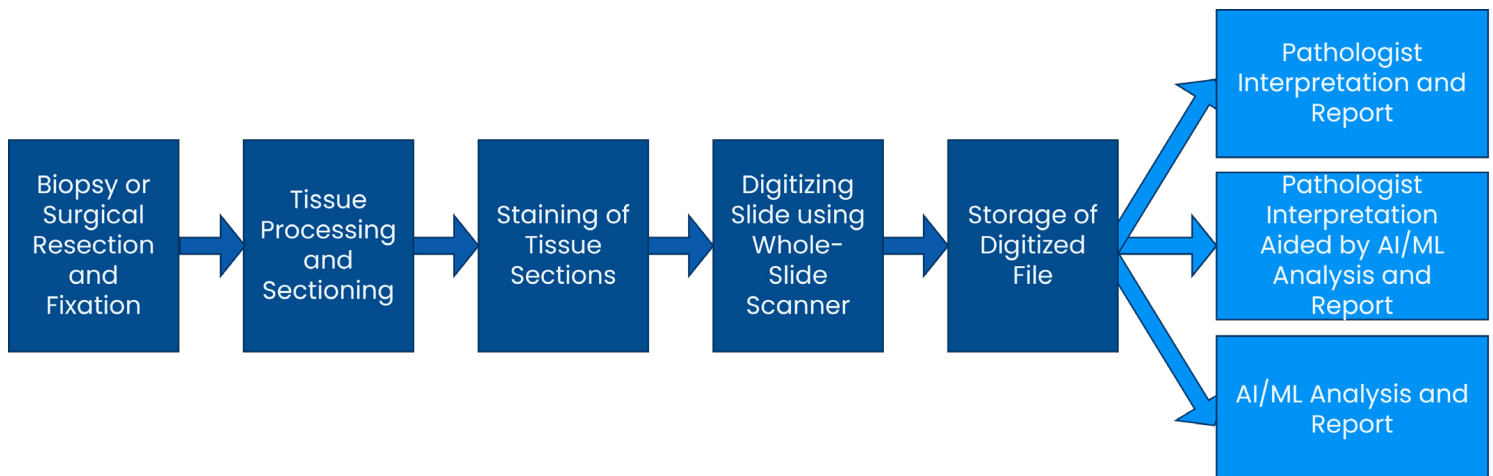 Biopsy or
Surgical
Resection
and
Fixation
Tissue
Processing
and
Sectioning
Staining of
Tissue
Sections
Digitizing
Slide using
Whole-
Slide
Scanner
Storage of
Digitized
File
Pathologist
Interpretation and
Report
Pathologist
Interpretation
Aided by AI/ML
Analysis and
Report
AI/ML Analysis and
Report